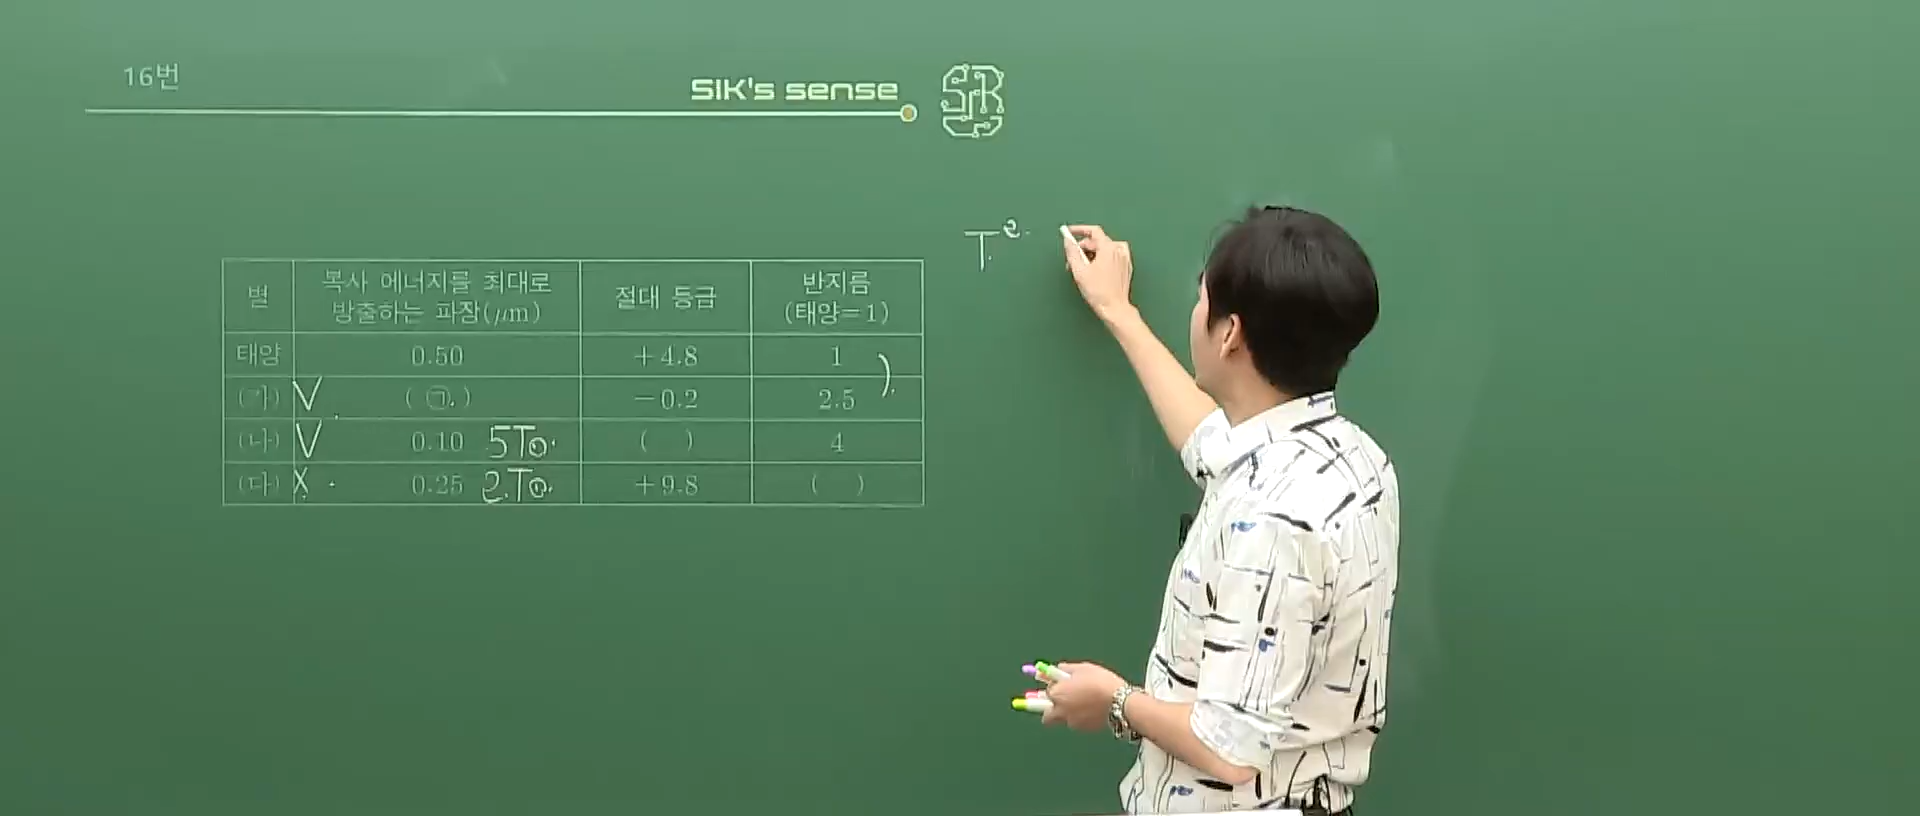 16번
SIK's sense
SIK
T²
별 복사 에너지를 최대로 방출하는 파장(μm) 절대 등급 반지름 (태양=1)
태양 0.50 +4.8 1 )
(가) V (㉠) -0.2 2.5
(나) V 0.10 5T⊙ ( ) 4
(다) X 0.25 2T⊙ +9.8 ( )